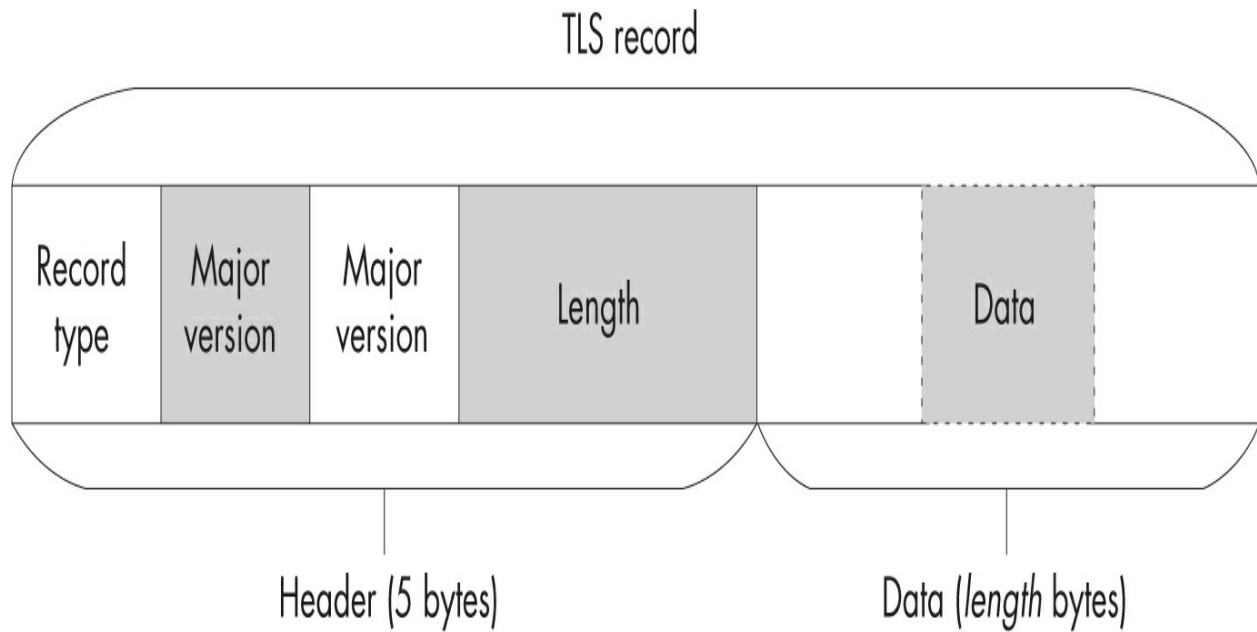 TLS record
Record
type
Major
version
Major
version
Length
Data
Header (5 bytes)
Data (length bytes)